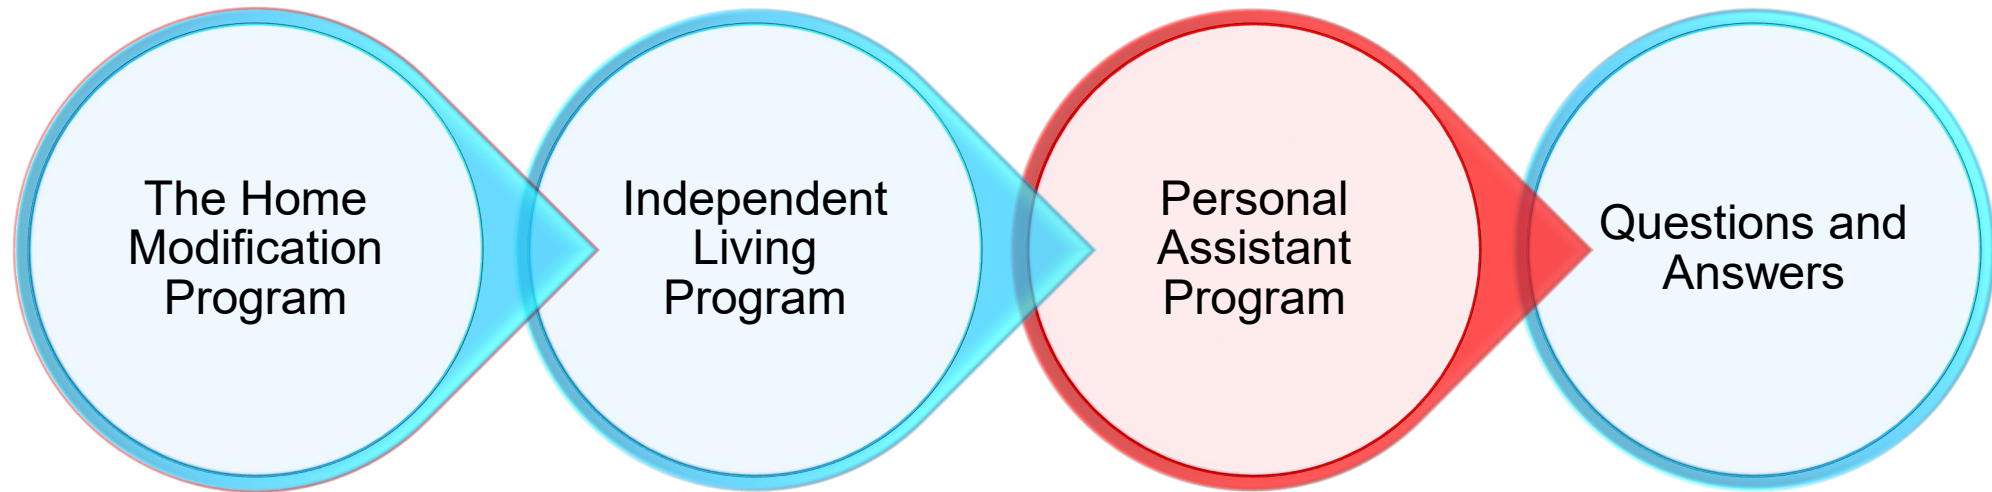 The Home
Modification
Program
Independent
Living
Program
Personal
Assistant
Program
Questions and
Answers